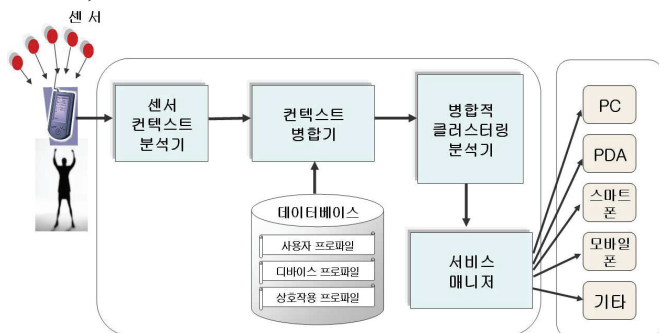 센 서
센서
컨텍스트
분석기
컨텍스트
병합기
병합적
클러스터링
분석기
데이터베이스
사용자 프로파일
디바이스 프로파일
상호작용 프로파일
서비스
매니저
PC
PDA
스마트
폰
모바일
폰
기타